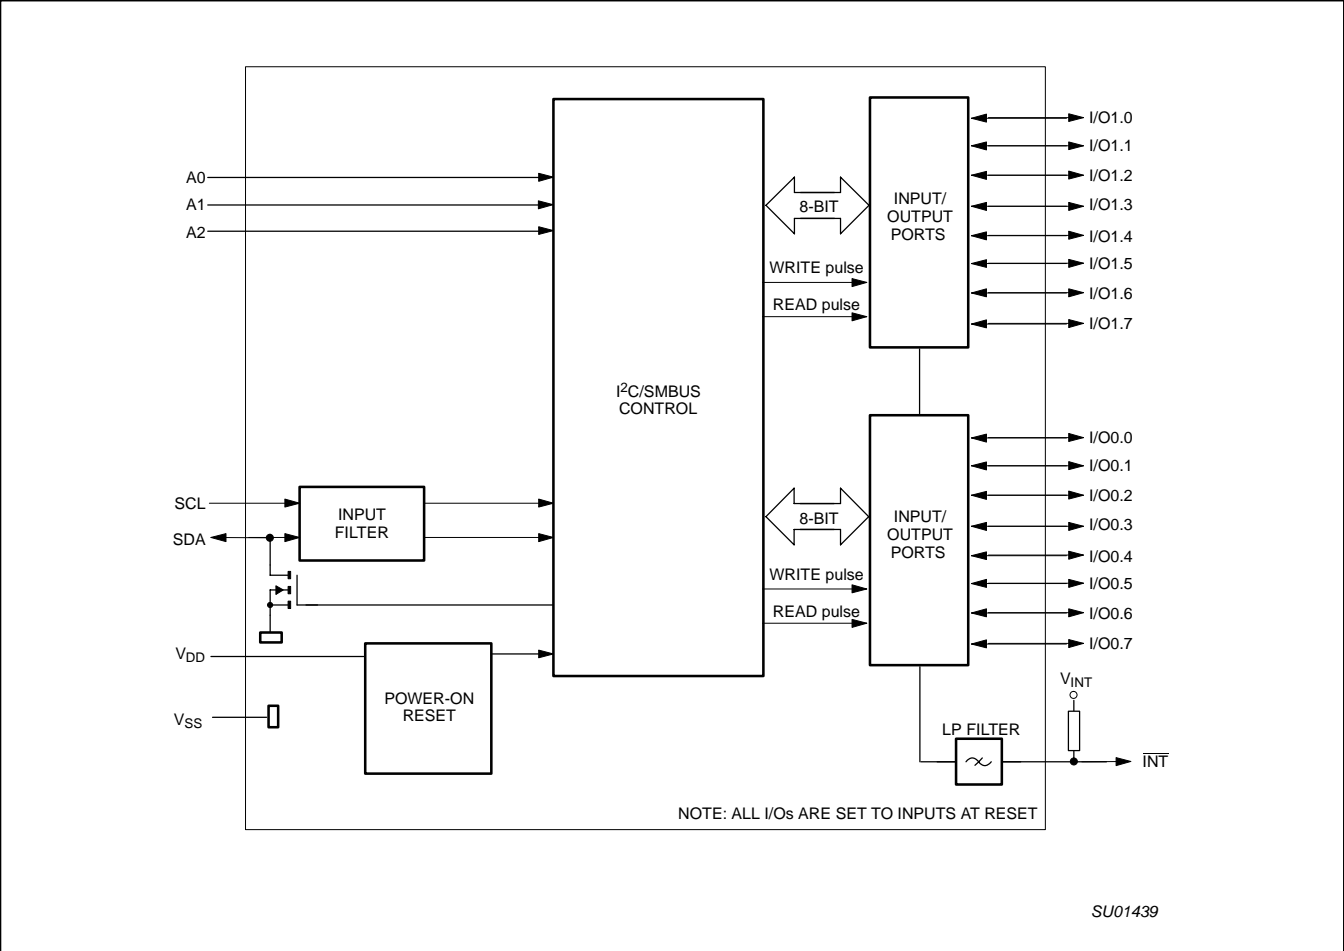 A0
A1
A2
SCL
SDA
VDD
VSS
INPUT
FILTER
POWER-ON
RESET
I²C/SMBUS
CONTROL
8-BIT
WRITE pulse
READ pulse
INPUT/
OUTPUT
PORTS
I/O1.0
I/O1.1
I/O1.2
I/O1.3
I/O1.4
I/O1.5
I/O1.6
I/O1.7
8-BIT
WRITE pulse
READ pulse
INPUT/
OUTPUT
PORTS
I/O0.0
I/O0.1
I/O0.2
I/O0.3
I/O0.4
I/O0.5
I/O0.6
I/O0.7
VINT
LP FILTER
INT
NOTE: ALL I/Os ARE SET TO INPUTS AT RESET
SU01439